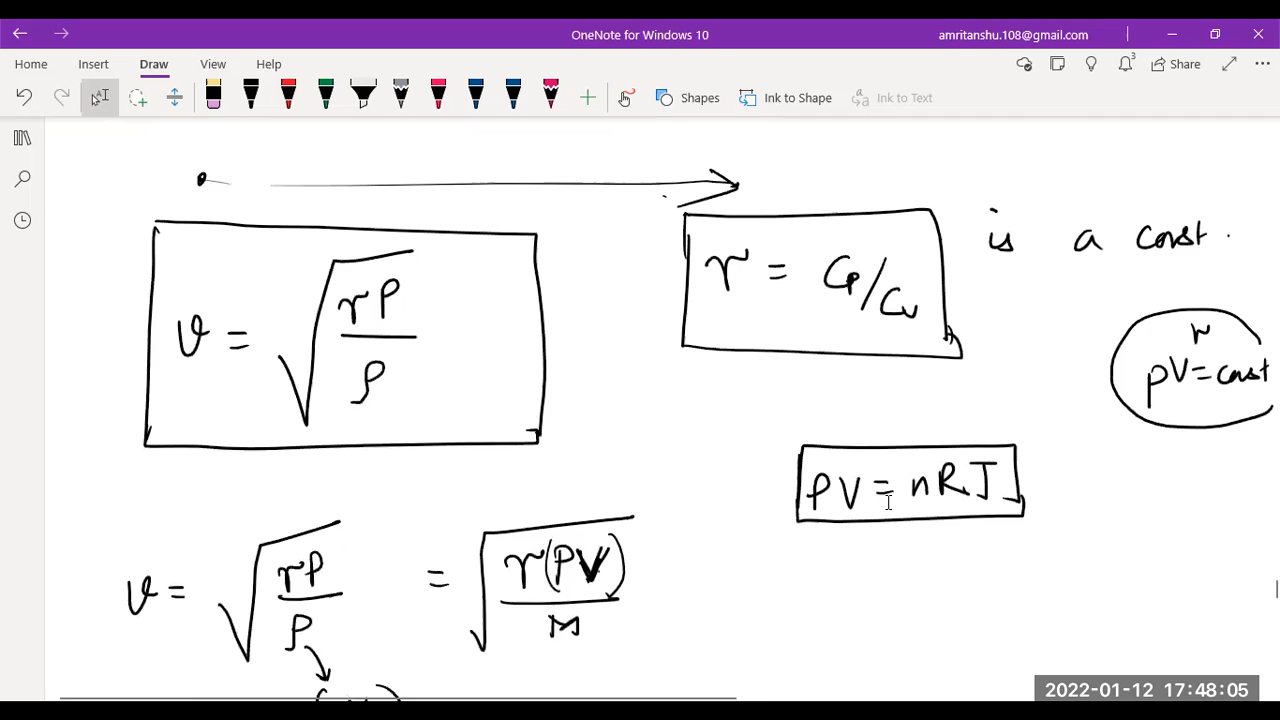 OneNote for Windows 10
amritanshu.108@gmail.com
Home Insert Draw View Help
Share
Shapes
Ink to Shape
Ink to Text
v = √(γP/ρ)
γ = Cp/Cv
is a const.
PV^γ = const
PV = nRT
v = √(γP/ρ) = √(γ(PV)/M)
2022-01-12 17:48:05